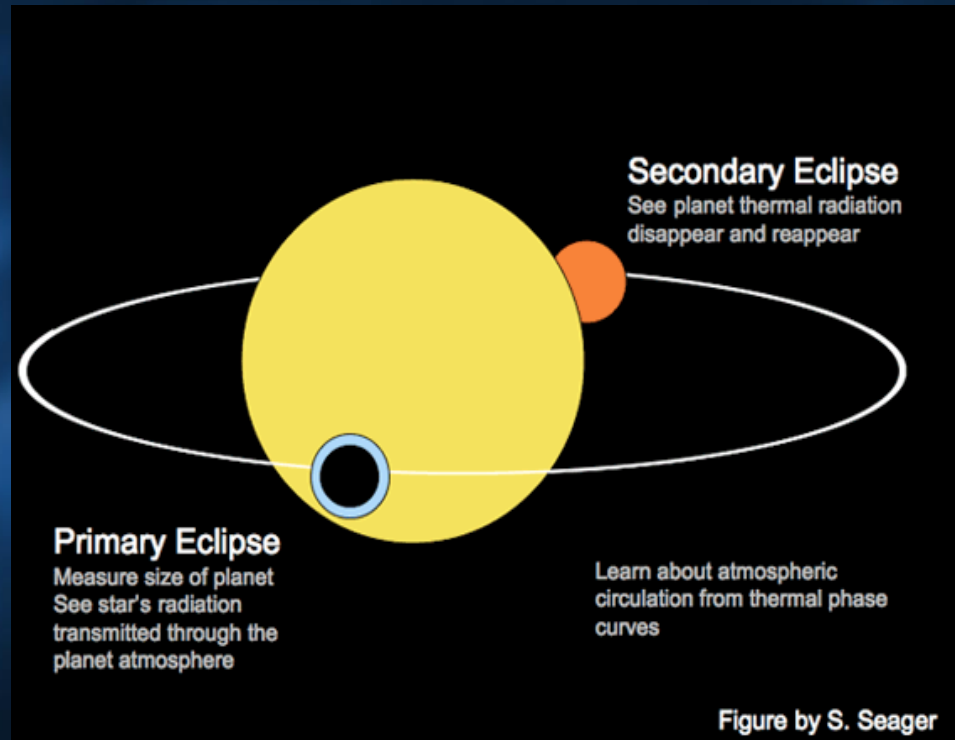 Secondary Eclipse
See planet thermal radiation
disappear and reappear
Primary Eclipse
Measure size of planet
See star's radiation
transmitted through the
planet atmosphere
Learn about atmospheric
circulation from thermal phase
curves
Figure by S. Seager